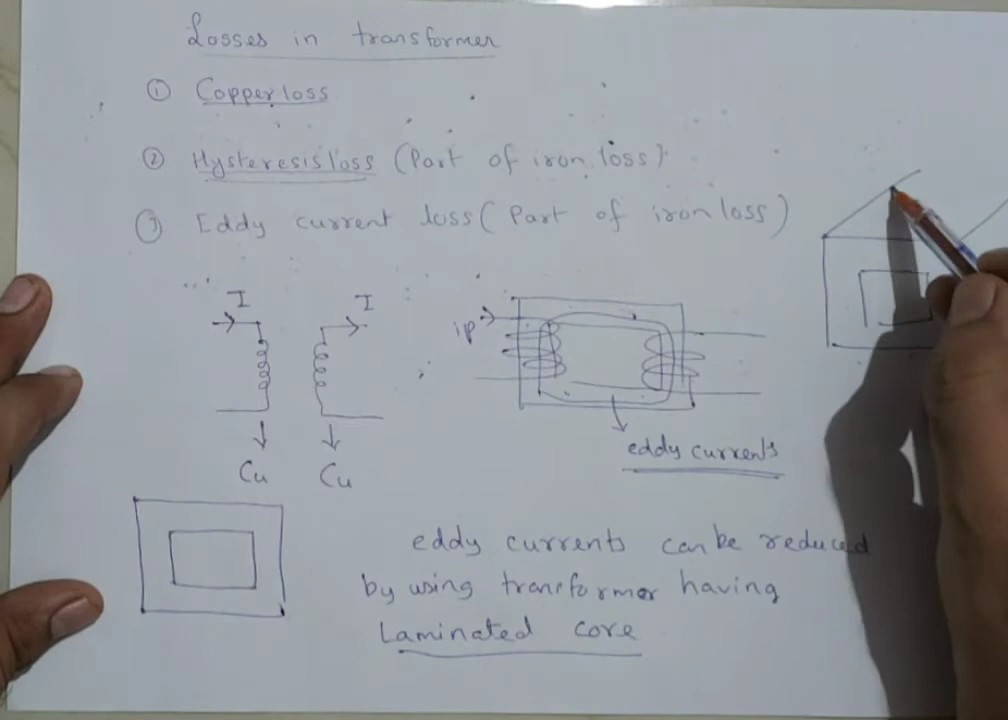 Losses in transformer
① Copper loss
② Hysteresis loss (Part of iron loss)
③ Eddy current loss (Part of iron loss)
I I
ip
eddy currents
Cu Cu
eddy currents can be reduced
by using transformer having
Laminated core